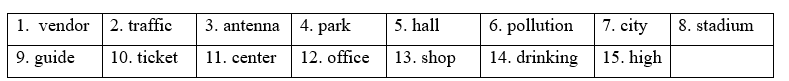 1. vendor 2. traffic 3. antenna 4. park 5. hall 6. pollution 7. city 8. stadium
9. guide 10. ticket 11. center 12. office 13. shop 14. drinking 15. high